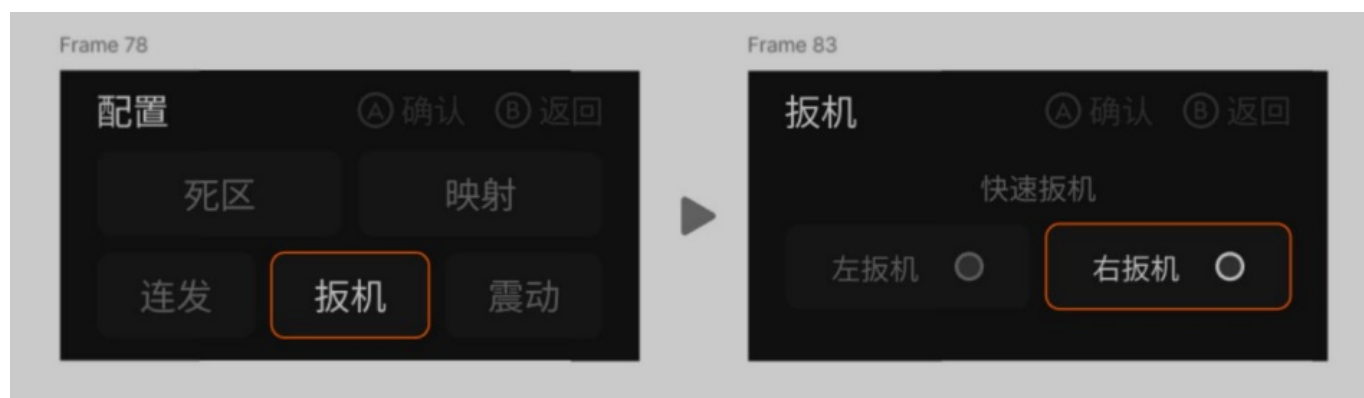 Frame 78
配置 Ⓐ 确认 Ⓑ 返回
死区 映射
连发 扳机 震动
Frame 83
扳机 Ⓐ 确认 Ⓑ 返回
快速扳机
左扳机 右扳机